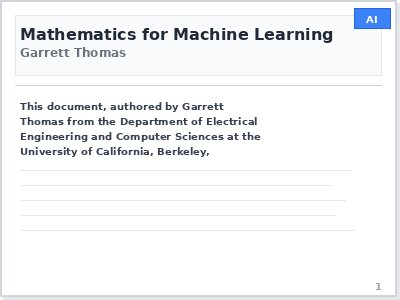 AI
Mathematics for Machine Learning
Garrett Thomas
This document, authored by Garrett
Thomas from the Department of Electrical
Engineering and Computer Sciences at the
University of California, Berkeley,
1